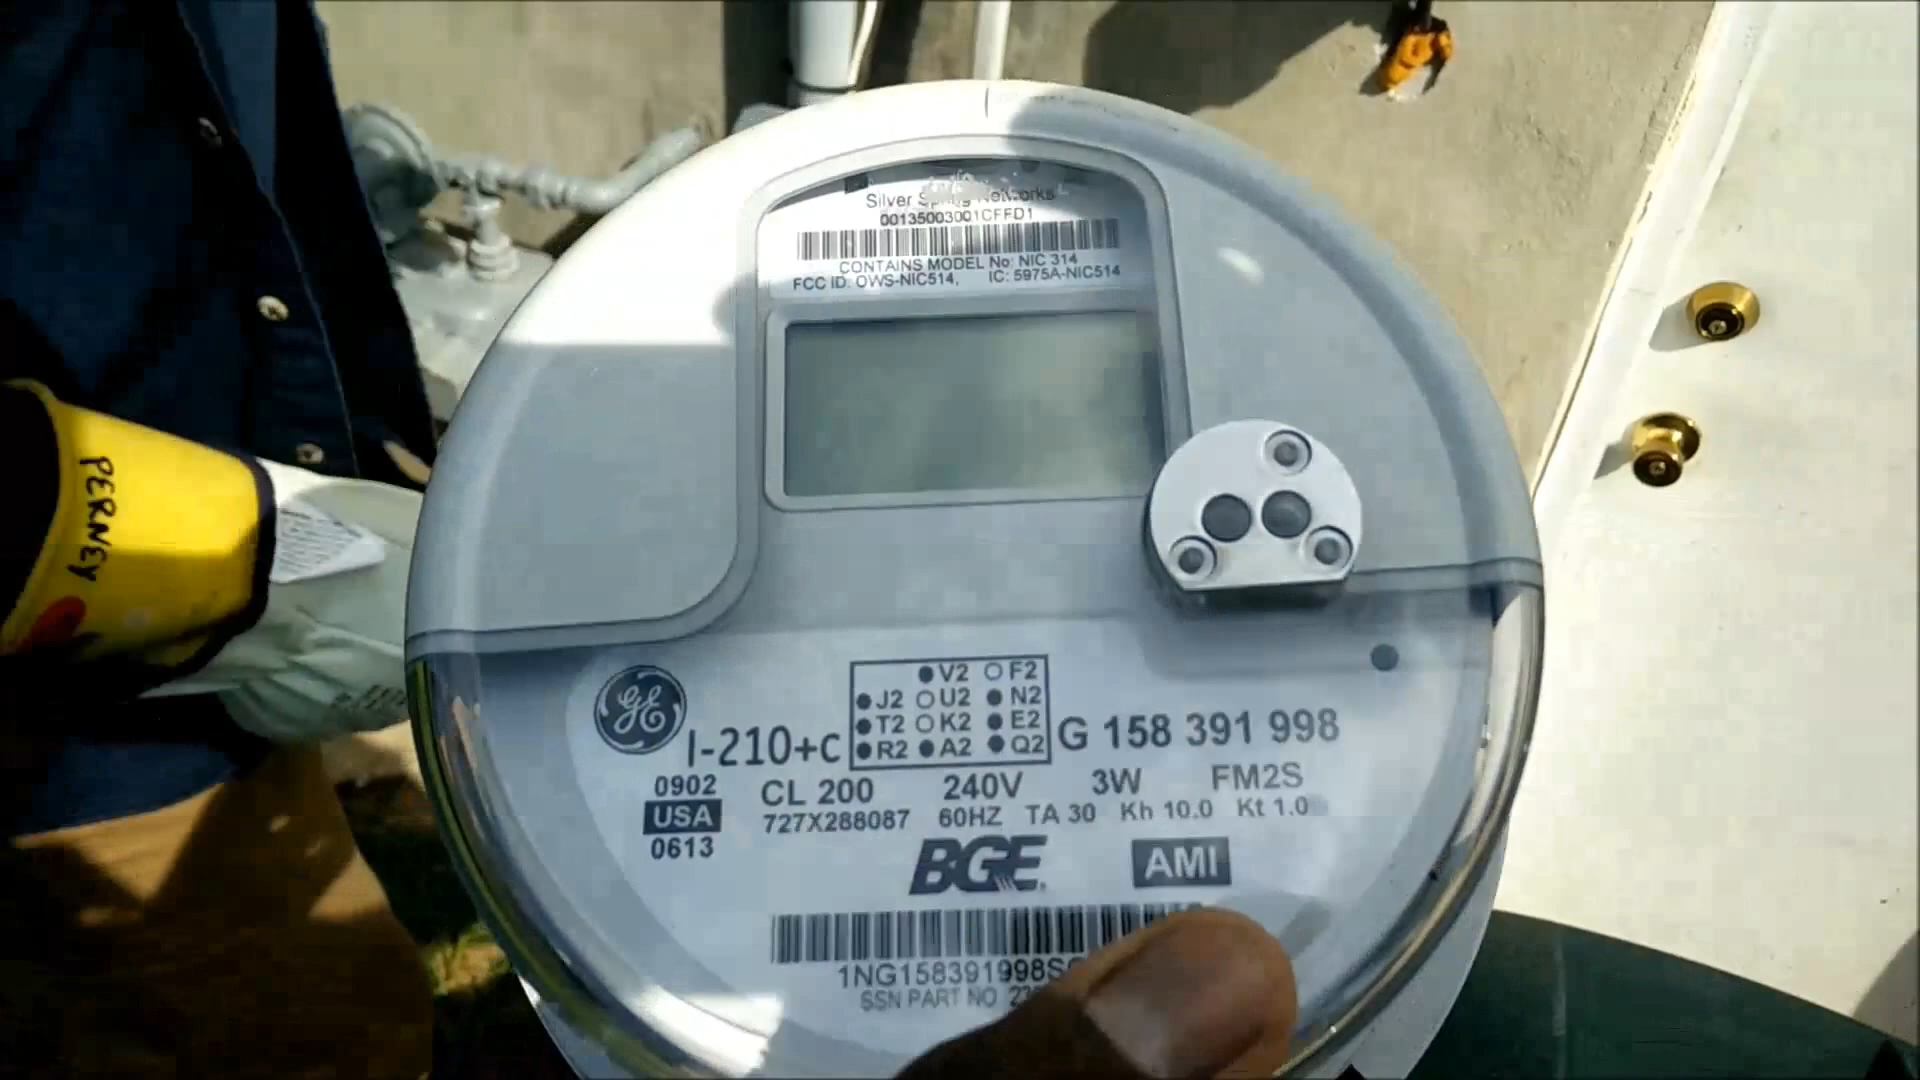 Silver Spring Networks
00135003001CFFD1
CONTAINS MODEL No: NIC 314
FCC ID: OWS-NIC514, IC: 5975A-NIC514
PERNEY
GE
I-210+c
V2 F2
J2 U2 N2
T2 K2 E2
R2 A2 Q2
G 158 391 998
0902
USA
0613
CL 200 240V 3W FM2S
727X288087 60HZ TA 30 Kh 10.0 Kt 1.0
BGE AMI
1NG158391998S
SSN PART NO